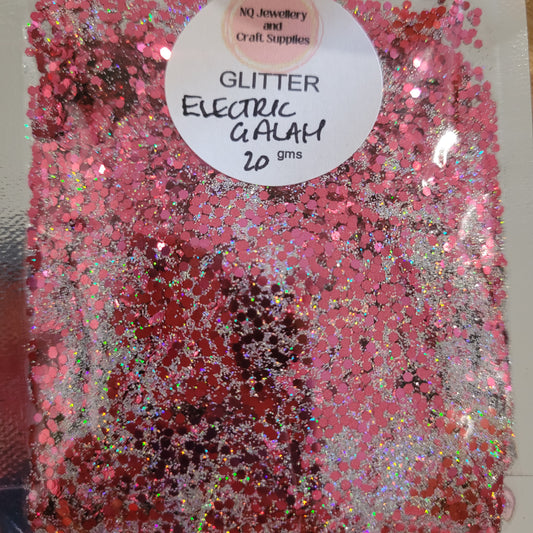 NQ Jewellery
and
Craft Supplies
GLITTER
ELECTRIC
GALAH
20 gms